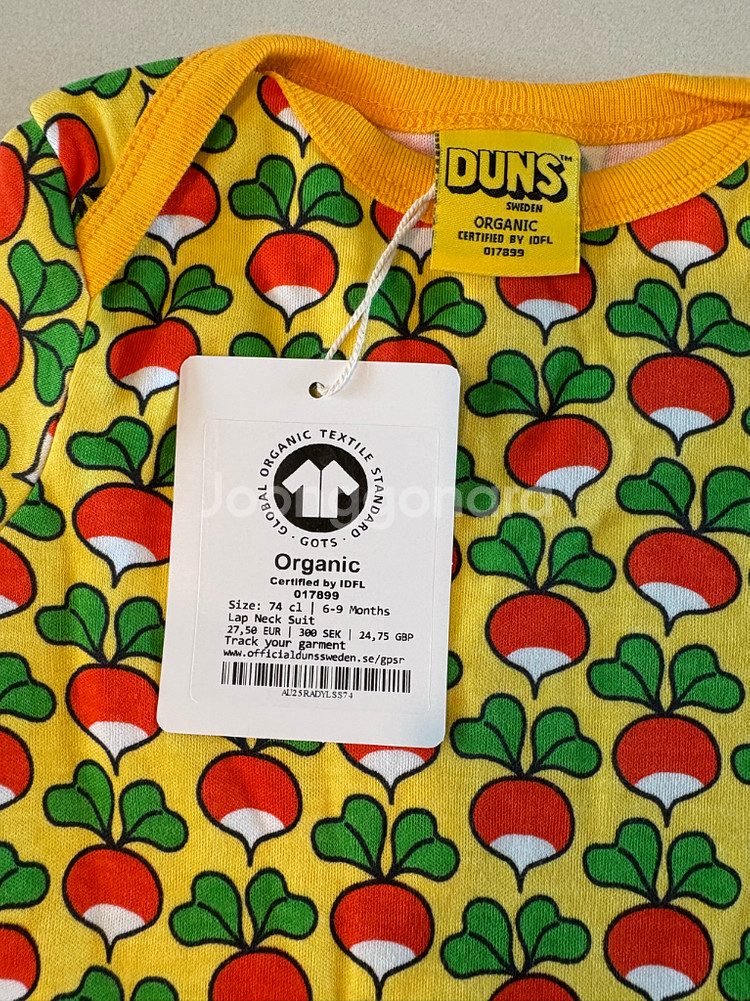 DUNS™
SWEDEN
ORGANIC
CERTIFIED BY IDFL
017899
GLOBAL ORGANIC TEXTILE STANDARD · GOTS ·
Organic
Certified by IDFL
017899
Size: 74 cl | 6-9 Months
Lap Neck Suit
27,50 EUR | 300 SEK | 24,75 GBP
Track your garment
www.officialdunssweden.se/gpsr
AU25RADYLSS74
Joonggonara